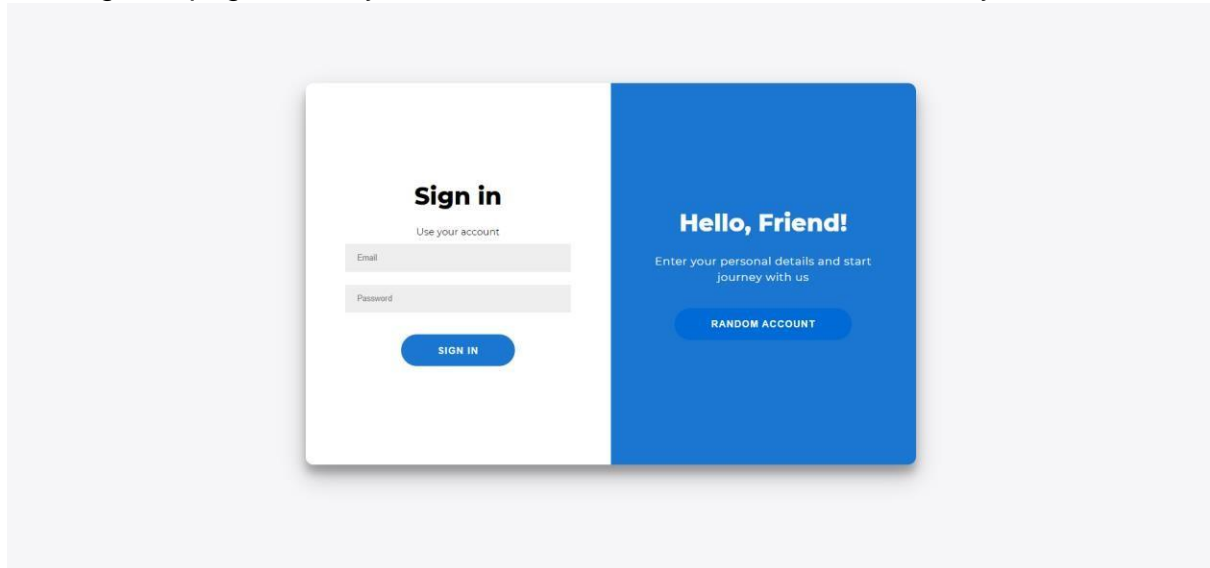 Sign in
Use your account
Email
Password
SIGN IN
Hello, Friend!
Enter your personal details and start
journey with us
RANDOM ACCOUNT